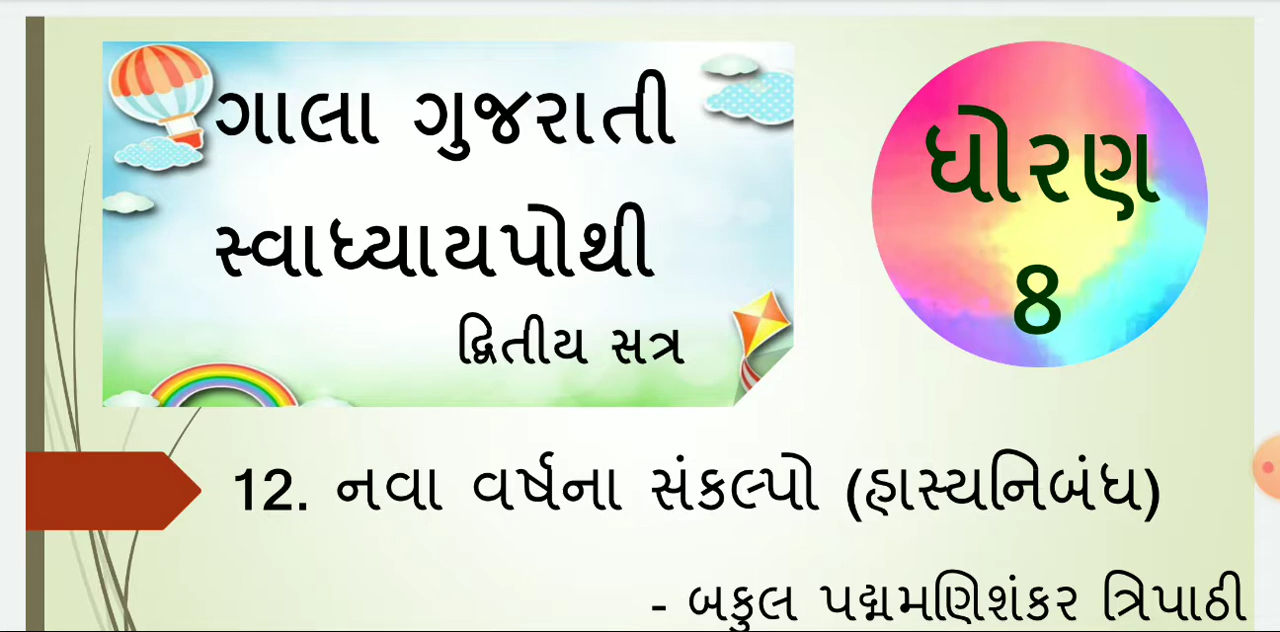 ગાલા ગુજરાતી
સ્વાધ્યાયપોથી
દ્વિતીય સત્ર
ધોરણ
8
12. નવા વર્ષના સંકલ્પો (હાસ્યનિબંધ)
- બકુલ પદ્મમણિશંકર ત્રિપાઠી